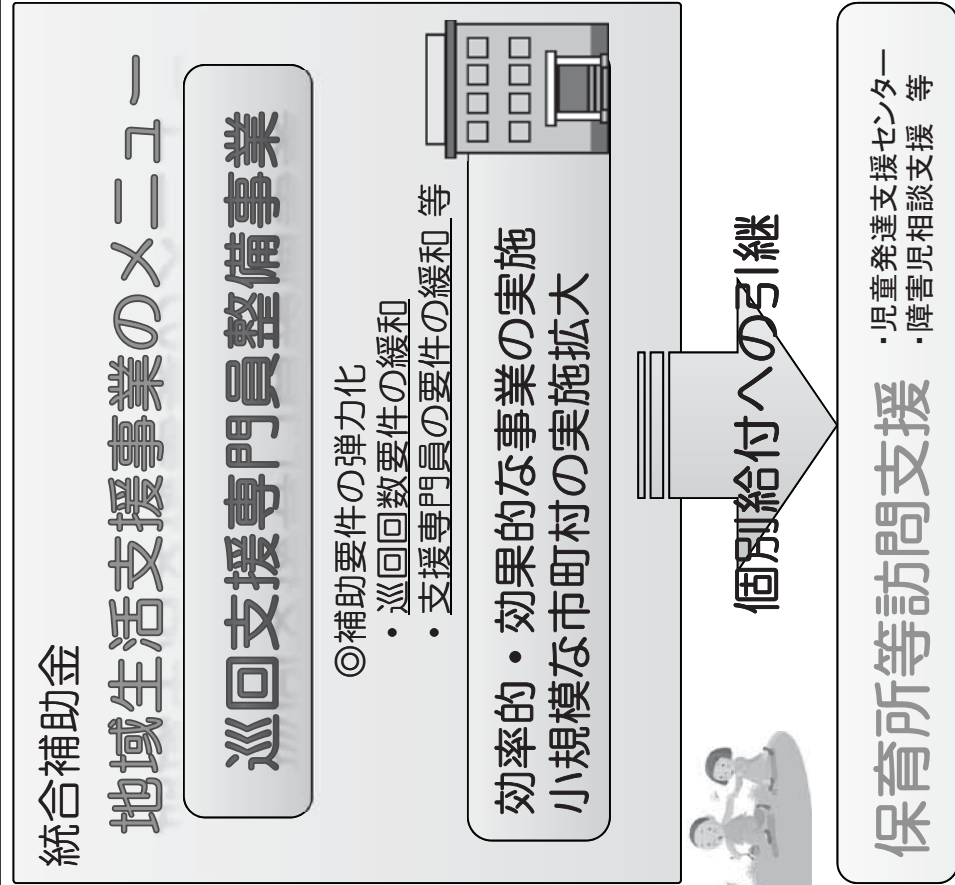 統合補助金
地域生活支援事業のメニュー
巡回支援専門員整備事業
◎補助要件の弾力化
・巡回回数要件の緩和
・支援専門員の要件の緩和 等
効率的・効果的な事業の実施
小規模な市町村の実施拡大
個別給付への引継
保育所等訪問支援
・児童発達支援センター
・障害児相談支援 等